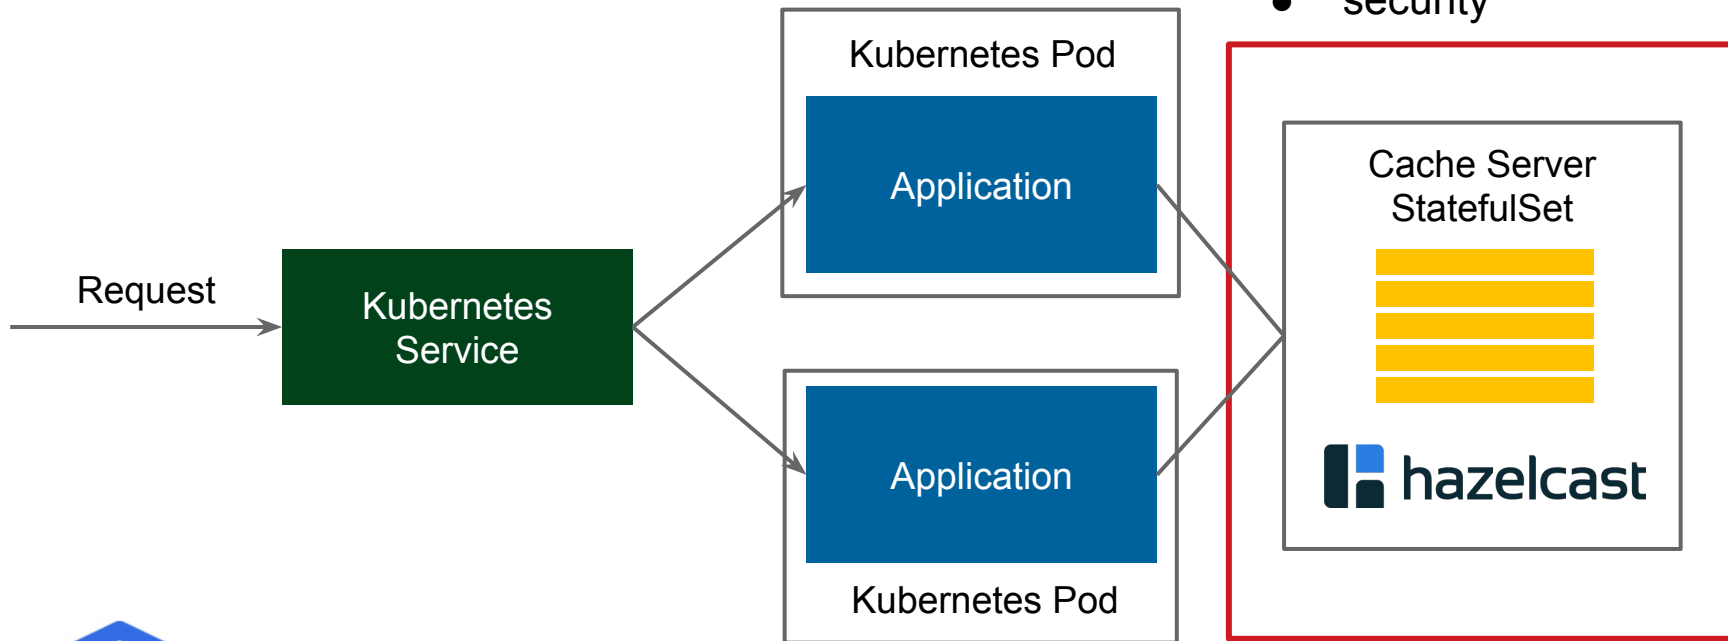 ● security
Kubernetes Pod
Application
Cache Server
StatefulSet
Request
Kubernetes
Service
hazelcast
Application
Kubernetes Pod